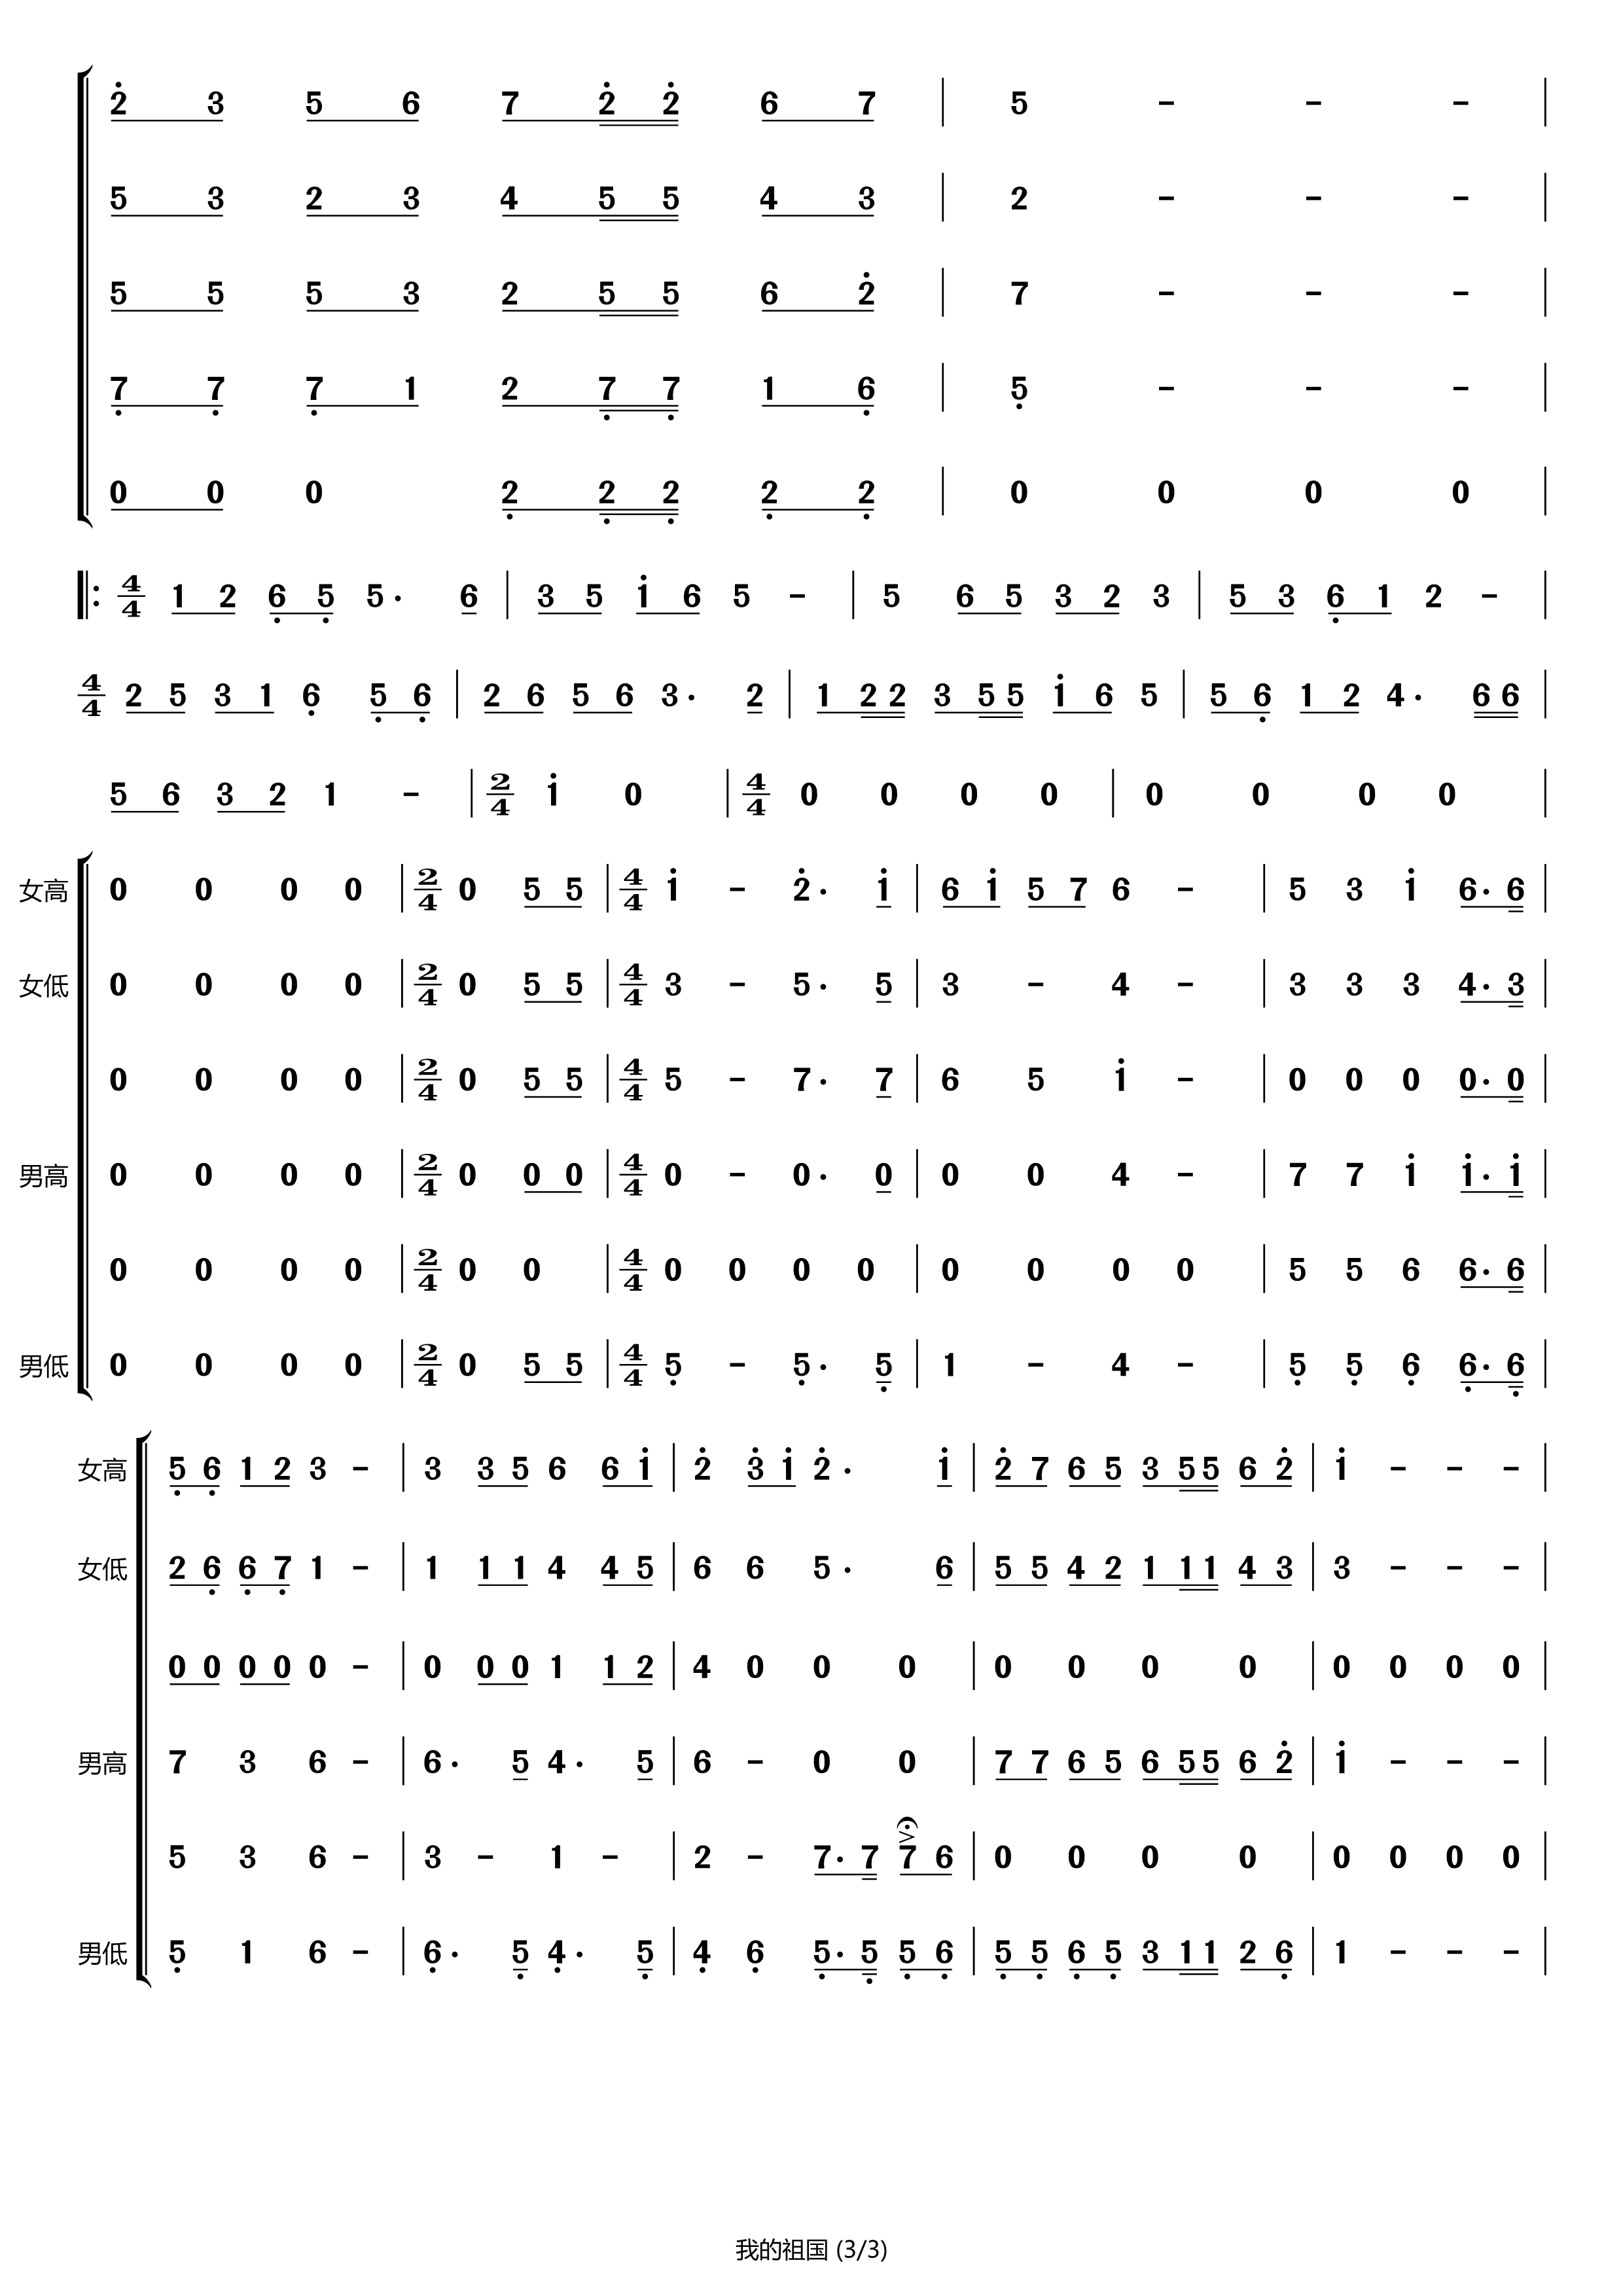 2̇ 3 5 6 7 2̇ 2̇ 6 7 | 5 - - - |
5 3 2 3 4 5 5 4 3 | 2 - - - |
5 5 5 3 2 5 5 6 2̇ | 7 - - - |
7̣ 7̣ 7̣ 1 2 7̣ 7̣ 1 6̣ | 5̣ - - - |
0 0 0 2̣ 2̣ 2̣ 2̣ 2̣ | 0 0 0 0 |
‖: 4/4 1 2 6̣ 5̣ 5· 6 | 3 5 1̇ 6 5 - | 5 6 5 3 2 3 | 5 3 6̣ 1 2 - |
4/4 2 5 3 1 6̣ 5̣ 6̣ | 2 6 5 6 3· 2 | 1 2 2 3 5 5 1̇ 6 5 | 5 6̣ 1 2 4· 6 6 |
5 6 3 2 1 - | 2/4 1̇ 0 | 4/4 0 0 0 0 | 0 0 0 0 |
女高 0 0 0 0 | 2/4 0 5 5 | 4/4 1̇ - 2̇· 1̇ | 6 1̇ 5 7 6 - | 5 3 1̇ 6· 6 |
女低 0 0 0 0 | 2/4 0 5 5 | 4/4 3 - 5· 5 | 3 - 4 - | 3 3 3 4· 3 |
0 0 0 0 | 2/4 0 5 5 | 4/4 5 - 7· 7 | 6 5 1̇ - | 0 0 0 0· 0 |
男高 0 0 0 0 | 2/4 0 0 0 | 4/4 0 - 0· 0 | 0 0 4 - | 7 7 1̇ 1̇· 1̇ |
0 0 0 0 | 2/4 0 0 | 4/4 0 0 0 0 | 0 0 0 0 | 5 5 6 6· 6 |
男低 0 0 0 0 | 2/4 0 5 5 | 4/4 5̣ - 5̣· 5̣ | 1 - 4 - | 5̣ 5̣ 6̣ 6̣· 6̣ |
女高 5̣ 6̣ 1 2 3 - | 3 3 5 6 6 1̇ | 2̇ 3̇ 1̇ 2̇· 1̇ | 2̇ 7 6 5 3 5 5 6 2̇ | 1̇ - - - |
女低 2 6̣ 6̣ 7̣ 1 - | 1 1 1 4 4 5 | 6 6 5· 6 | 5 5 4 2 1 1 1 4 3 | 3 - - - |
0 0 0 0 0 - | 0 0 0 1 1 2 | 4 0 0 0 | 0 0 0 0 | 0 0 0 0 |
男高 7 3 6 - | 6· 5 4· 5 | 6 - 0 0 | 7 7 6 5 6 5 5 6 2̇ | 1̇ - - - |
5 3 6 - | 3 - 1 - | 2 - 7· 7 7 6 | 0 0 0 0 | 0 0 0 0 |
男低 5̣ 1 6 - | 6̣· 5̣ 4̣· 5̣ | 4̣ 6̣ 5̣· 5̣ 5̣ 6̣ | 5̣ 5̣ 6̣ 5̣ 3 1 1 2 6̣ | 1 - - - |
我的祖国 (3/3)